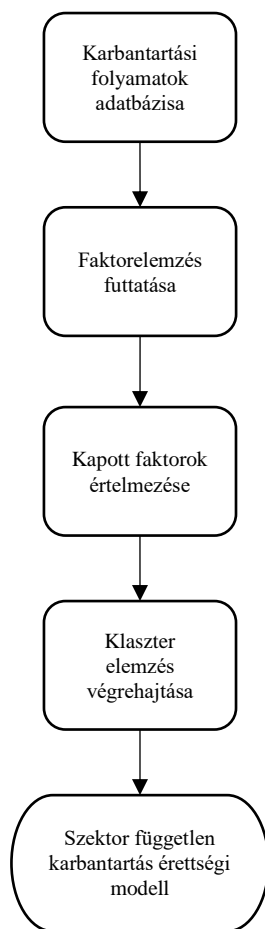 Karbantartási
folyamatok
adatbázisa
Faktorelemzés
futtatása
Kapott faktorok
értelmezése
Klaszter
elemzés
végrehajtása
Szektor független
karbantartás érettségi
modell